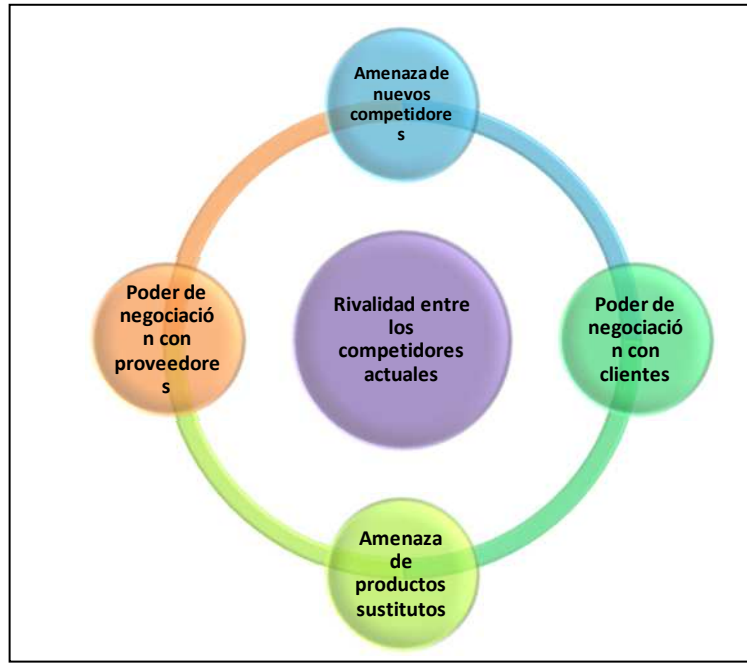 Amenaza de
nuevos
competidore
s
Poder de
negociació
n con
proveedore
s
Rivalidad entre
los
competidores
actuales
Poder de
negociació
n con
clientes
Amenaza
de
productos
sustitutos